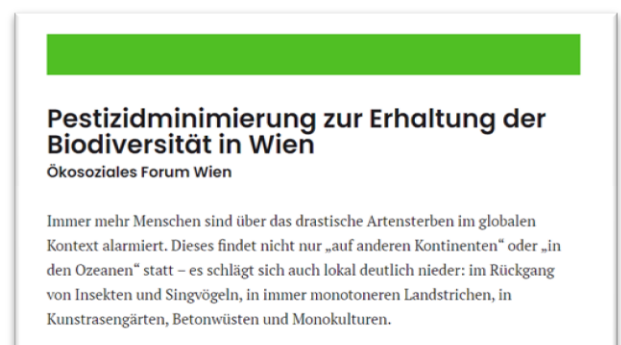 Pestizidminimierung zur Erhaltung der
Biodiversität in Wien
Ökosoziales Forum Wien
Immer mehr Menschen sind über das drastische Artensterben im globalen
Kontext alarmiert. Dieses findet nicht nur „auf anderen Kontinenten“ oder „in
den Ozeanen“ statt – es schlägt sich auch lokal deutlich nieder: im Rückgang
von Insekten und Singvögeln, in immer monotoneren Landstrichen, in
Kunstrasengärten, Betonwüsten und Monokulturen.